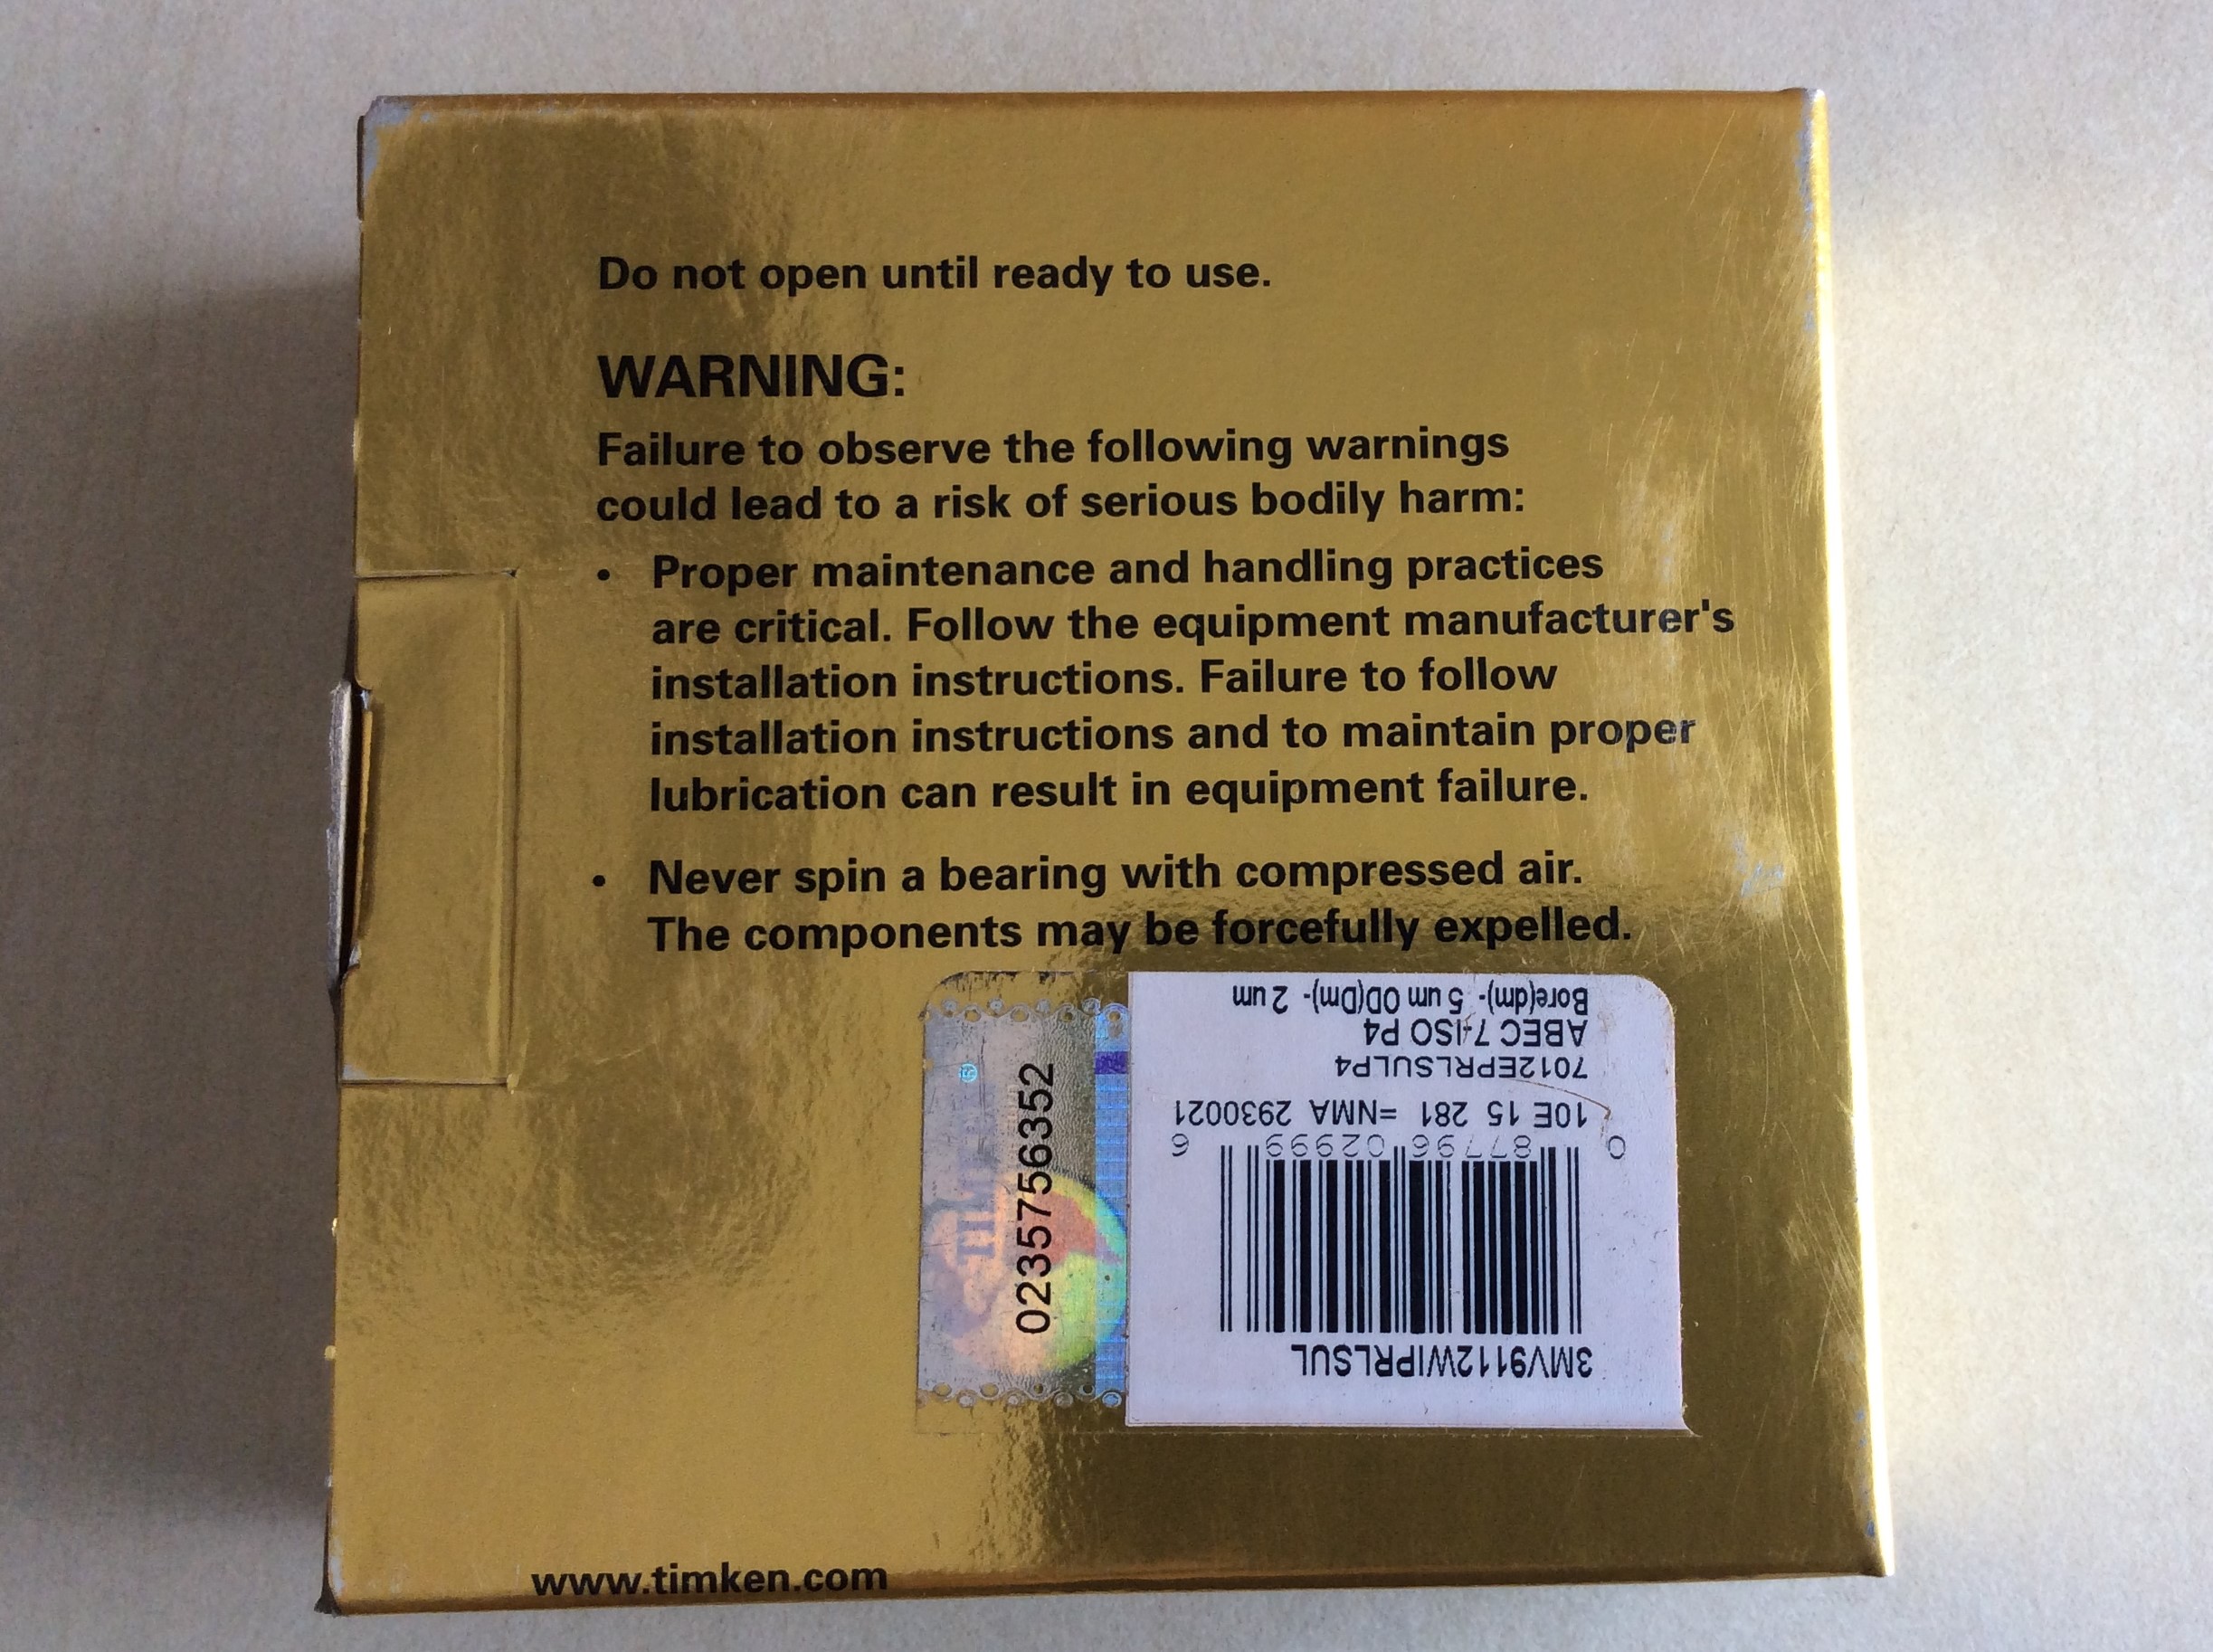 Do not open until ready to use.
WARNING:
Failure to observe the following warnings
could lead to a risk of serious bodily harm:
• Proper maintenance and handling practices
are critical. Follow the equipment manufacturer's
installation instructions. Failure to follow
installation instructions and to maintain proper
lubrication can result in equipment failure.
• Never spin a bearing with compressed air.
The components may be forcefully expelled.
3MV9112WIPRLSUL
0 87796 02999 6
10E 15 281 =NMA 2930021
7012EPRLSULP4
ABEC 7-ISO P4
Bore(dm)- 5 um OD(Dm)- 2 um
TIMKEN ®
0235756352
www.timken.com